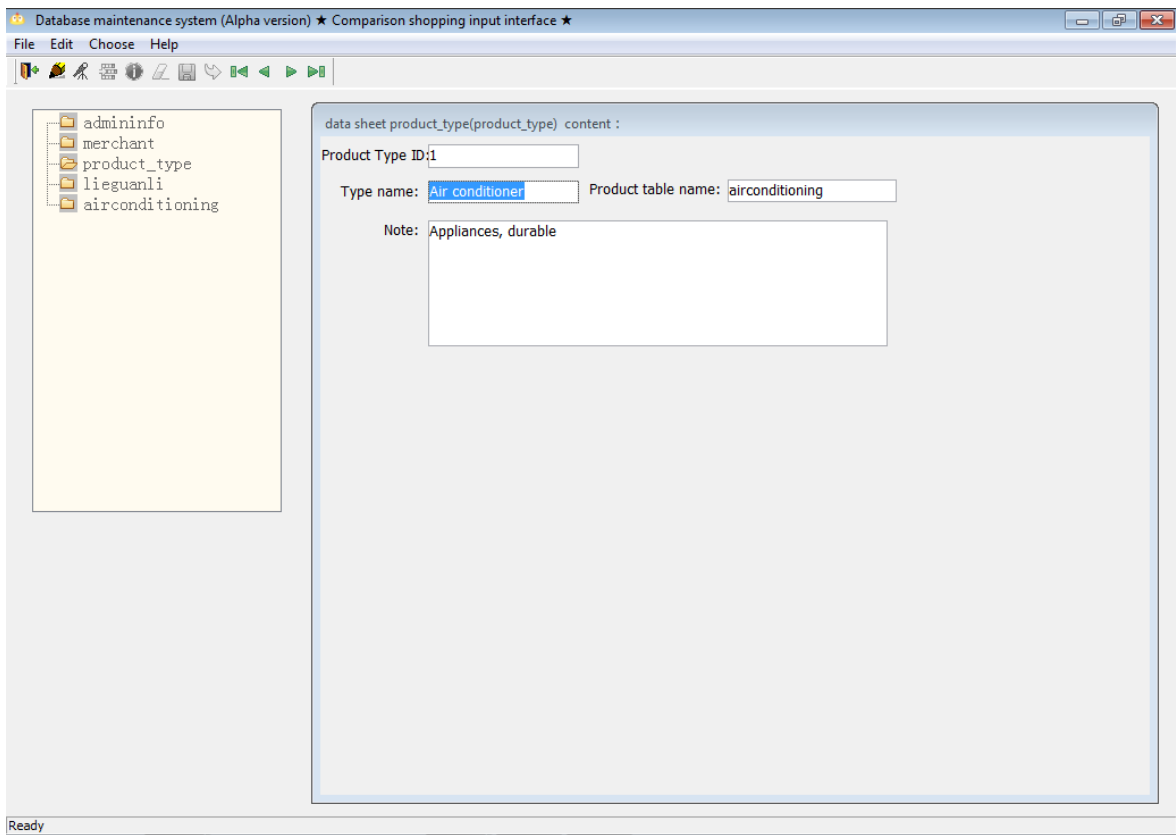 Database maintenance system (Alpha version) ★ Comparison shopping input interface ★
File Edit Choose Help
admininfo
merchant
product_type
lieguanli
airconditioning
data sheet product_type(product_type) content：
Product Type ID:1
Type name: Air conditioner Product table name: airconditioning
Note: Appliances, durable
Ready